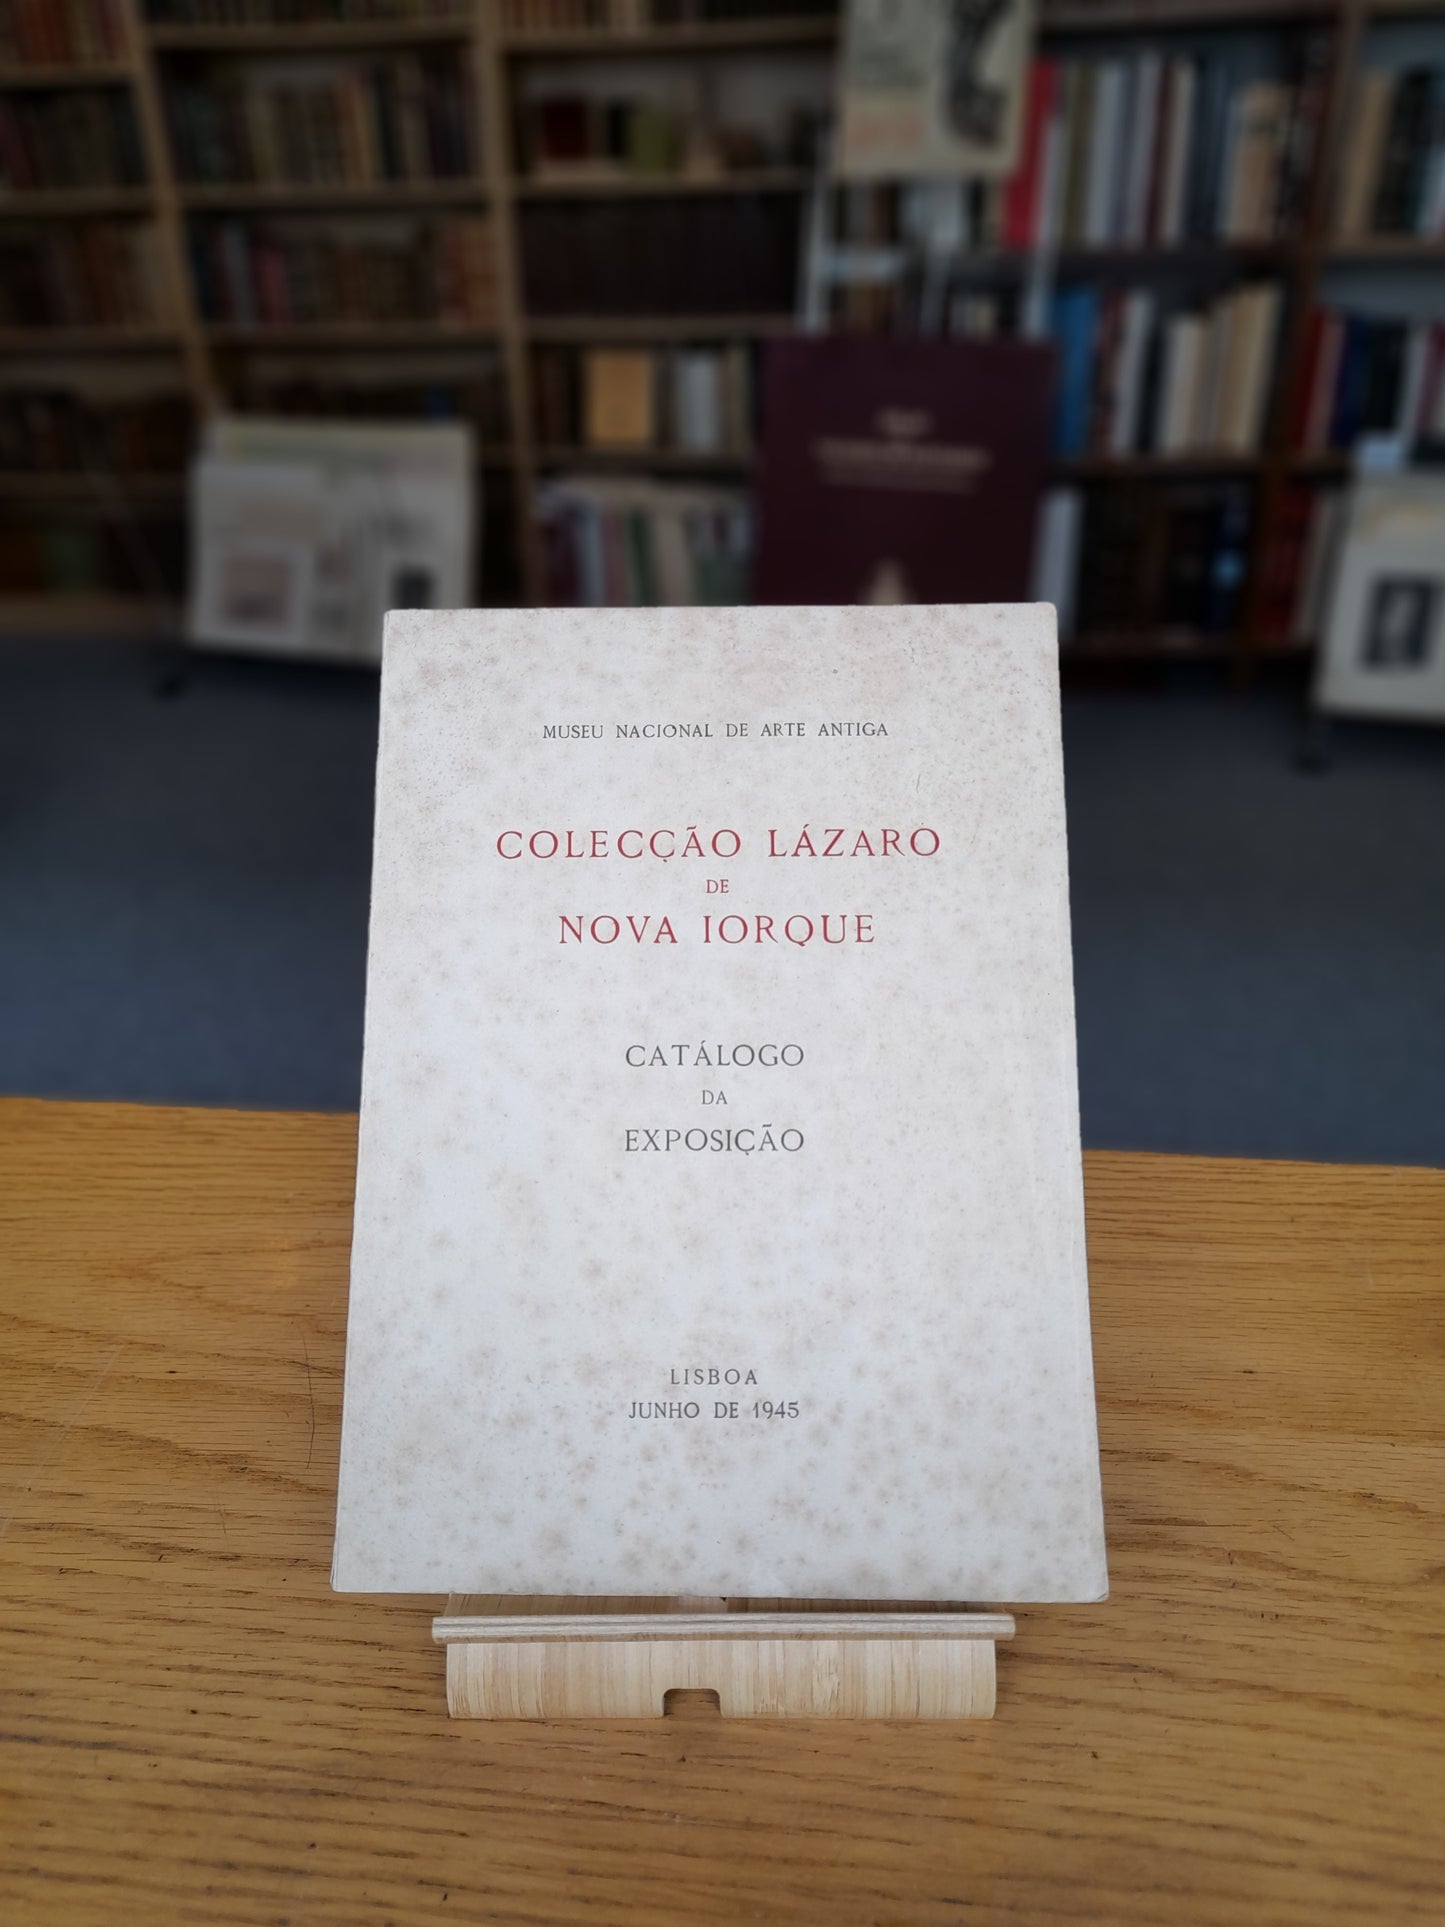 MUSEU NACIONAL DE ARTE ANTIGA
COLECÇÃO LÁZARO
DE
NOVA IORQUE
CATÁLOGO
DA
EXPOSIÇÃO
LISBOA
JUNHO DE 1945